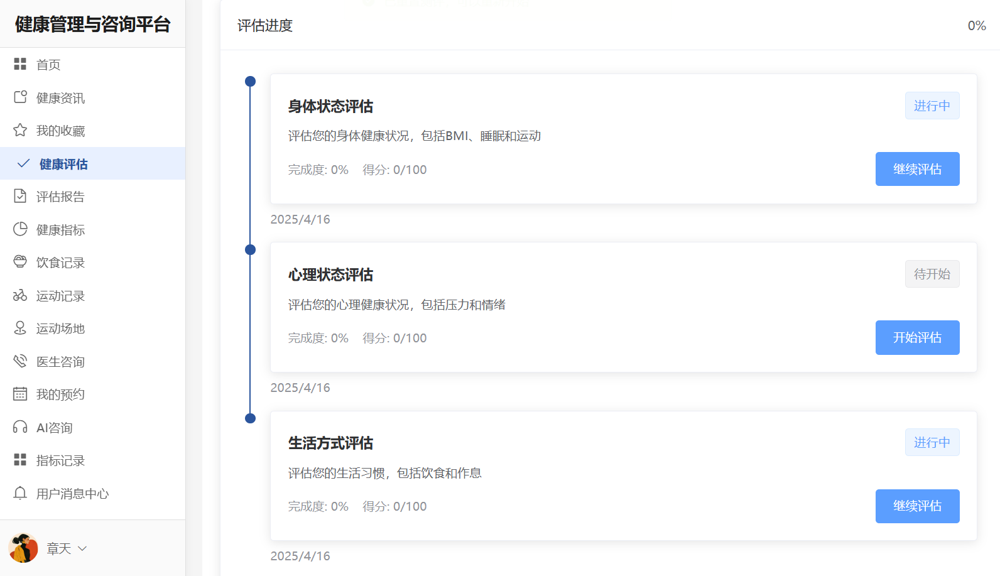 健康管理与咨询平台
首页
健康资讯
我的收藏
健康评估
评估报告
健康指标
饮食记录
运动记录
运动场地
医生咨询
我的预约
AI咨询
指标记录
用户消息中心
章天
评估进度
0%
身体状态评估
进行中
评估您的身体健康状况，包括BMI、睡眠和运动
完成度: 0% 得分: 0/100
继续评估
2025/4/16
心理状态评估
待开始
评估您的心理健康状况，包括压力和情绪
完成度: 0% 得分: 0/100
开始评估
2025/4/16
生活方式评估
进行中
评估您的生活习惯，包括饮食和作息
完成度: 0% 得分: 0/100
继续评估
2025/4/16